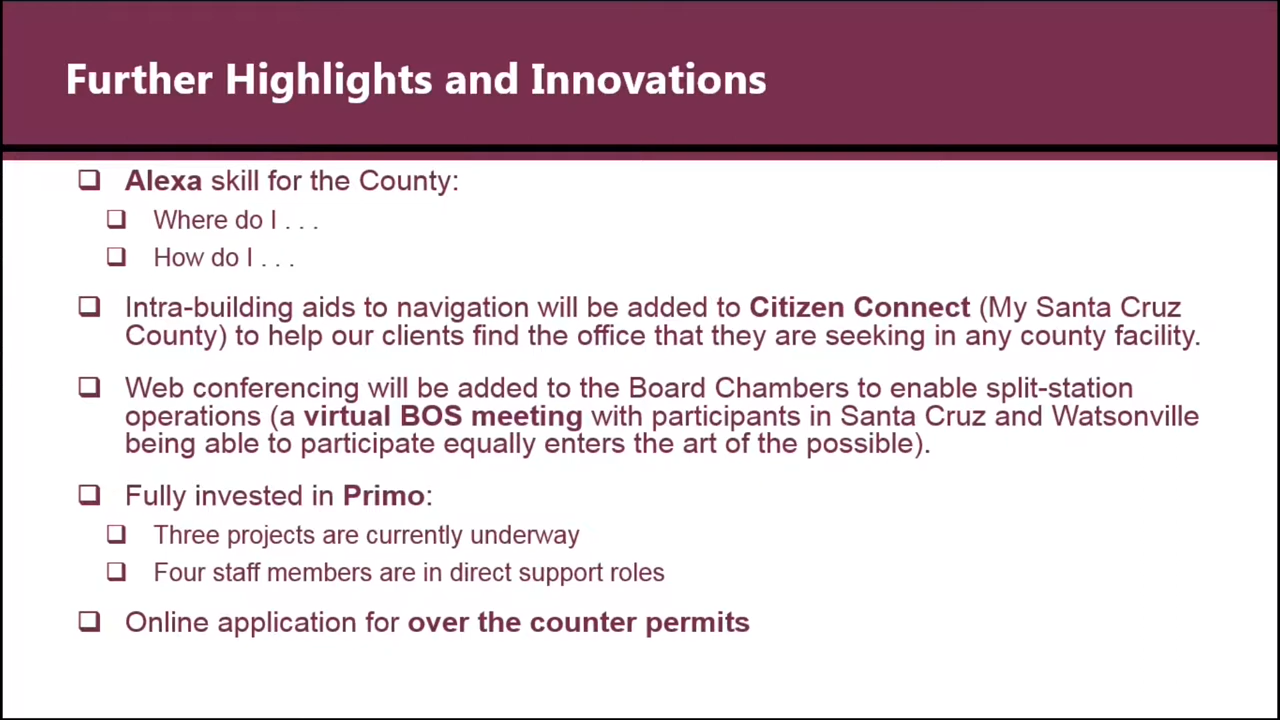 Further Highlights and Innovations
❑ Alexa skill for the County:
❑ Where do I . . .
❑ How do I . . .
❑ Intra-building aids to navigation will be added to Citizen Connect (My Santa Cruz
County) to help our clients find the office that they are seeking in any county facility.
❑ Web conferencing will be added to the Board Chambers to enable split-station
operations (a virtual BOS meeting with participants in Santa Cruz and Watsonville
being able to participate equally enters the art of the possible).
❑ Fully invested in Primo:
❑ Three projects are currently underway
❑ Four staff members are in direct support roles
❑ Online application for over the counter permits